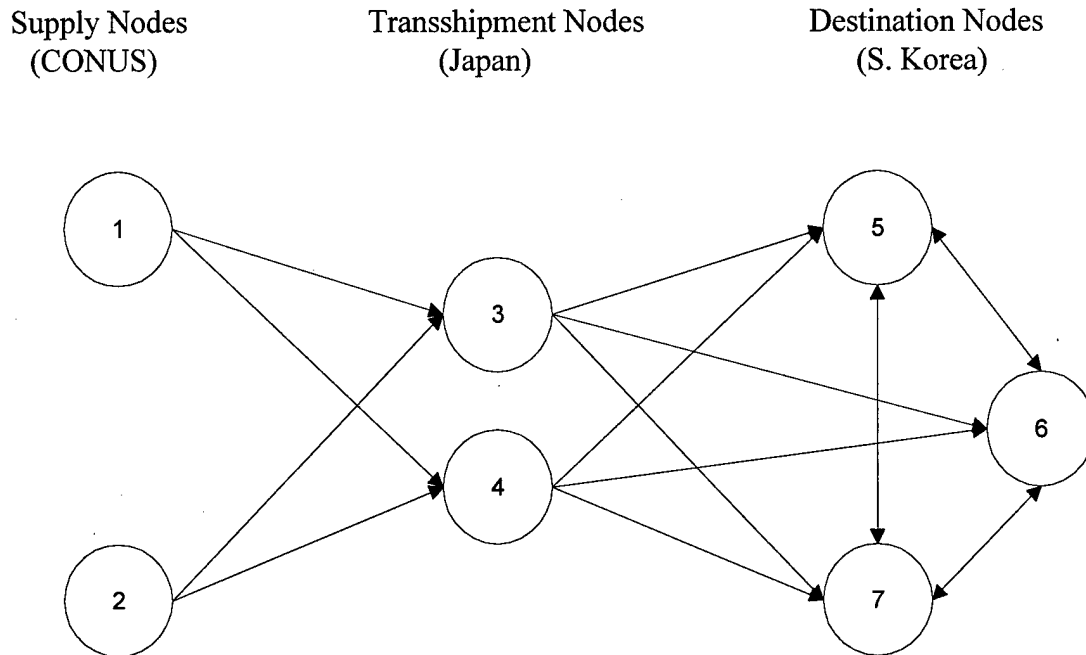 Supply Nodes
(CONUS)
Transshipment Nodes
(Japan)
Destination Nodes
(S. Korea)
1
5
3
6
4
2
7